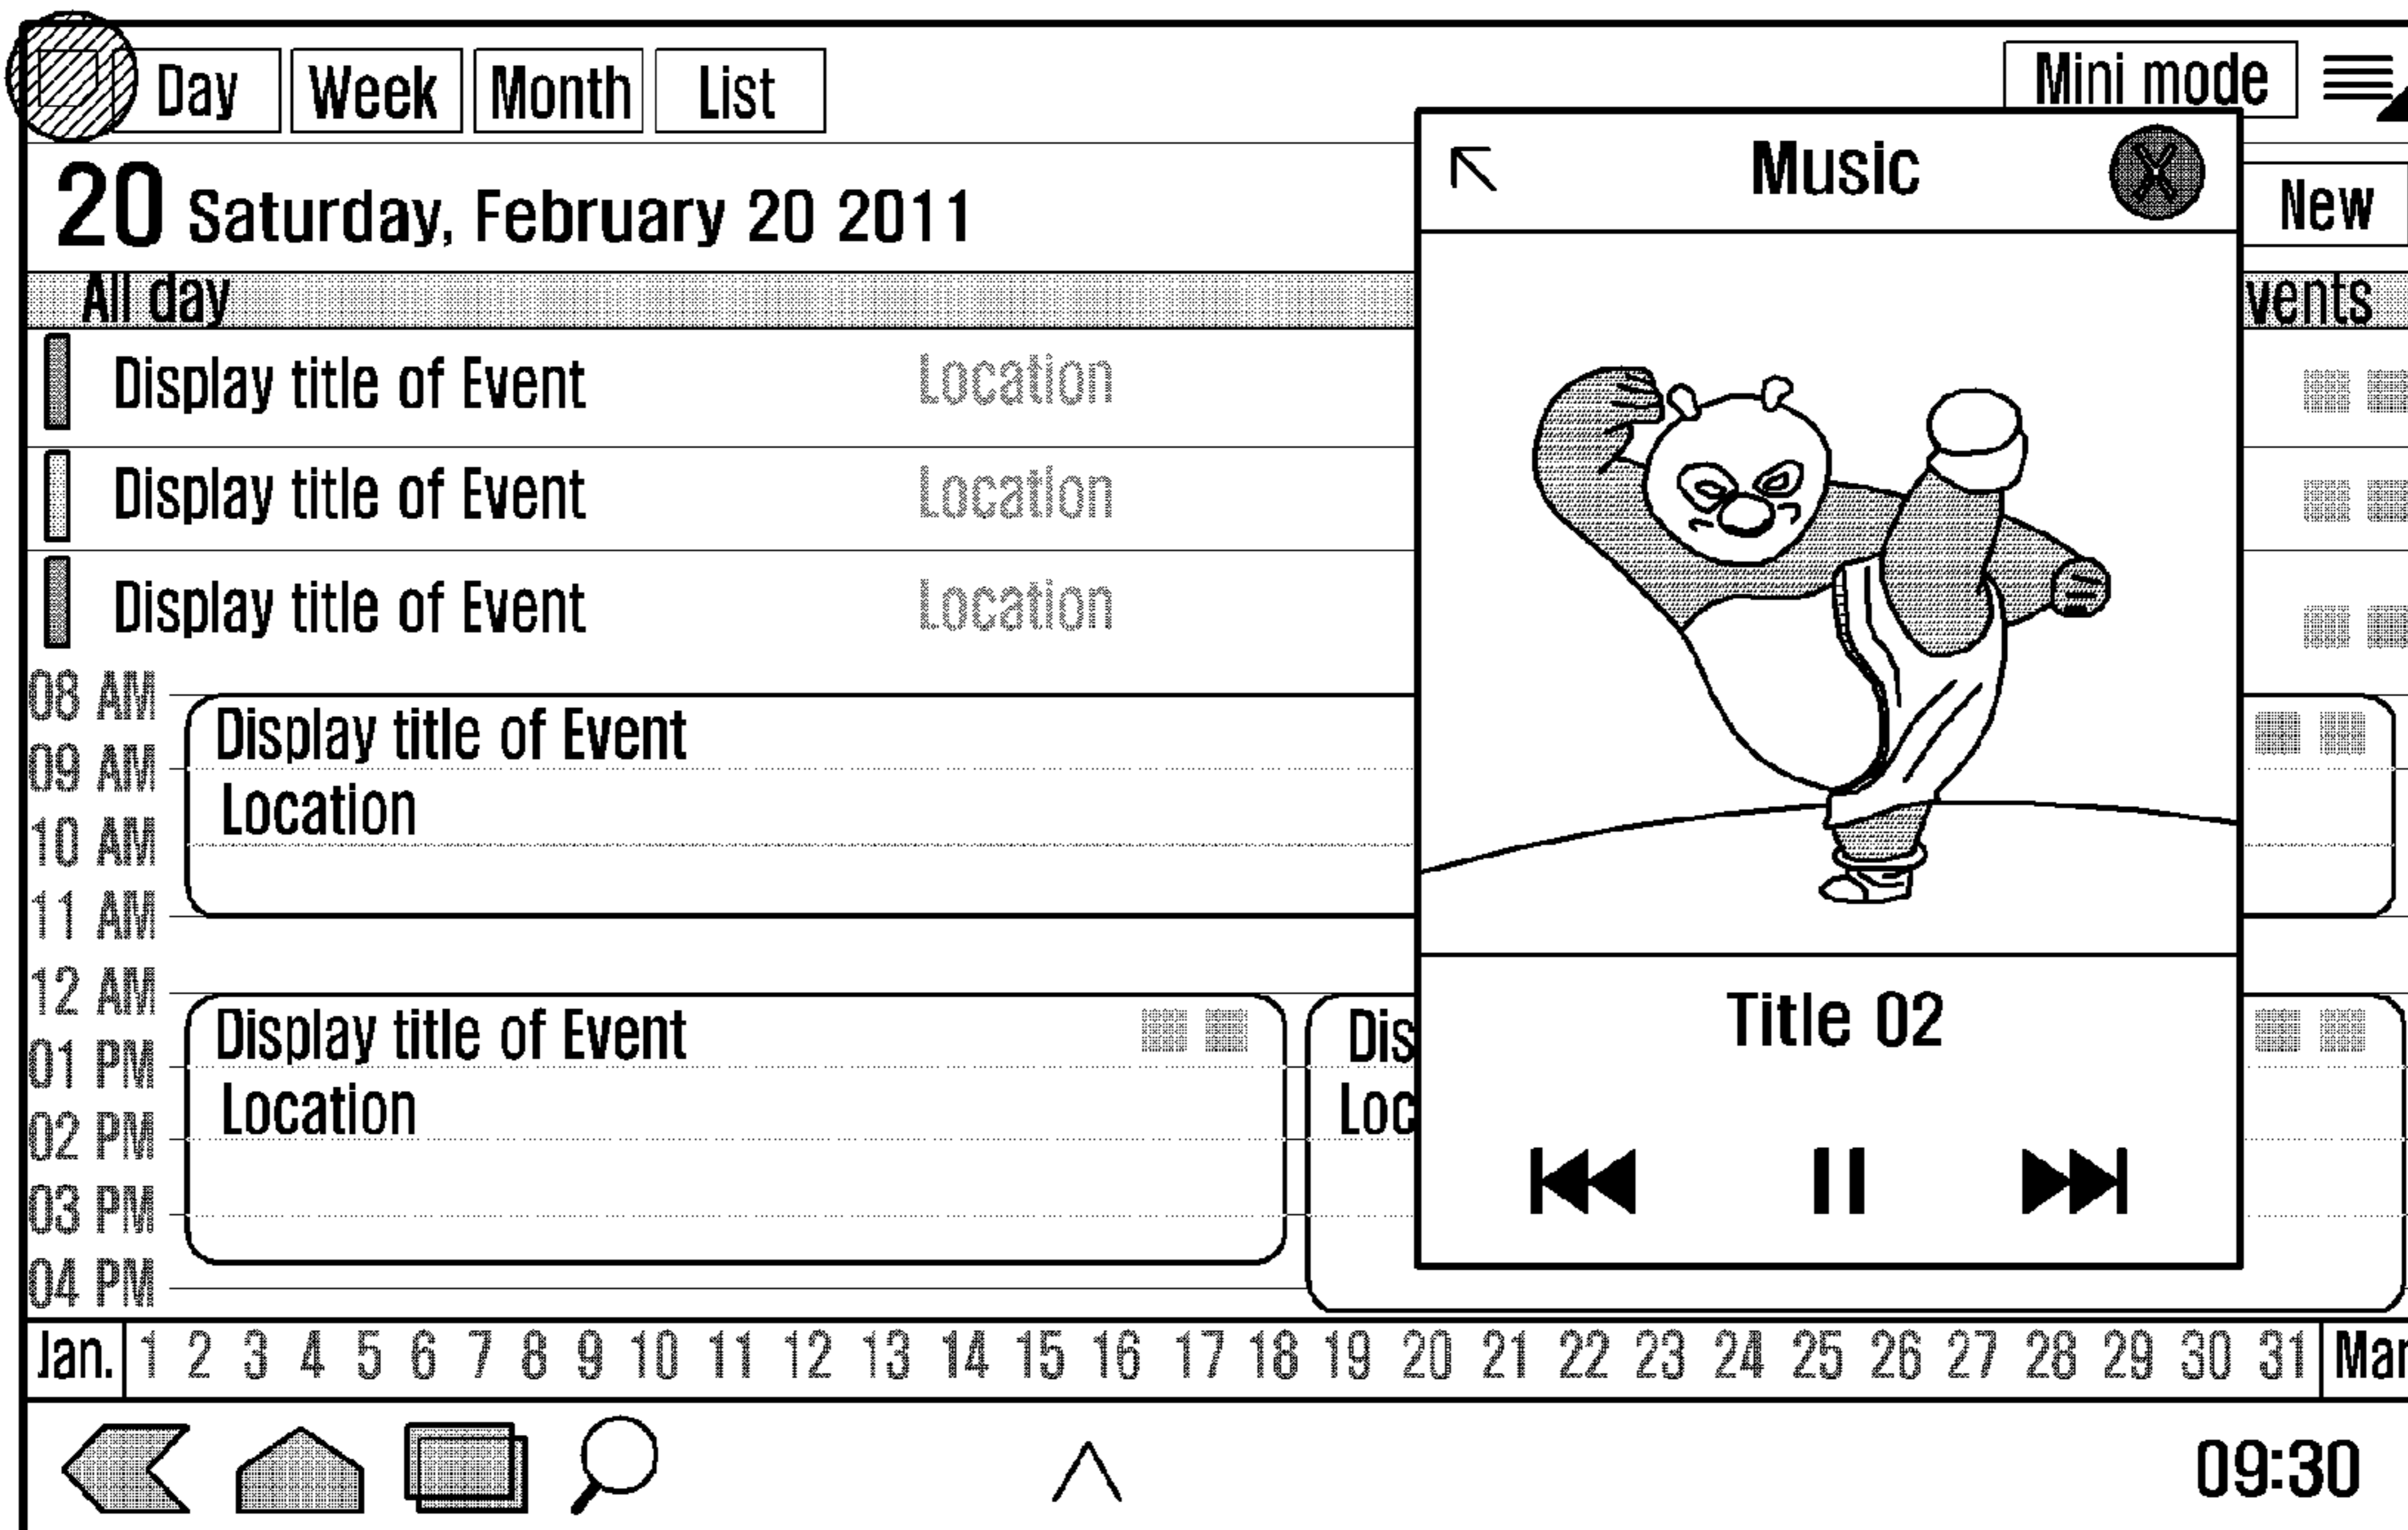 Day Week Month List Mini mode
Music X
20 Saturday, February 20 2011 New
All day vents
Display title of Event Location
Display title of Event Location
Display title of Event Location
08 AM
Display title of Event
09 AM
Location
10 AM
11 AM
12 AM
Display title of Event Dis
Title 02
01 PM
Location Loc
02 PM
03 PM
04 PM
Jan. 1 2 3 4 5 6 7 8 9 10 11 12 13 14 15 16 17 18 19 20 21 22 23 24 25 26 27 28 29 30 31 Mar
09:30